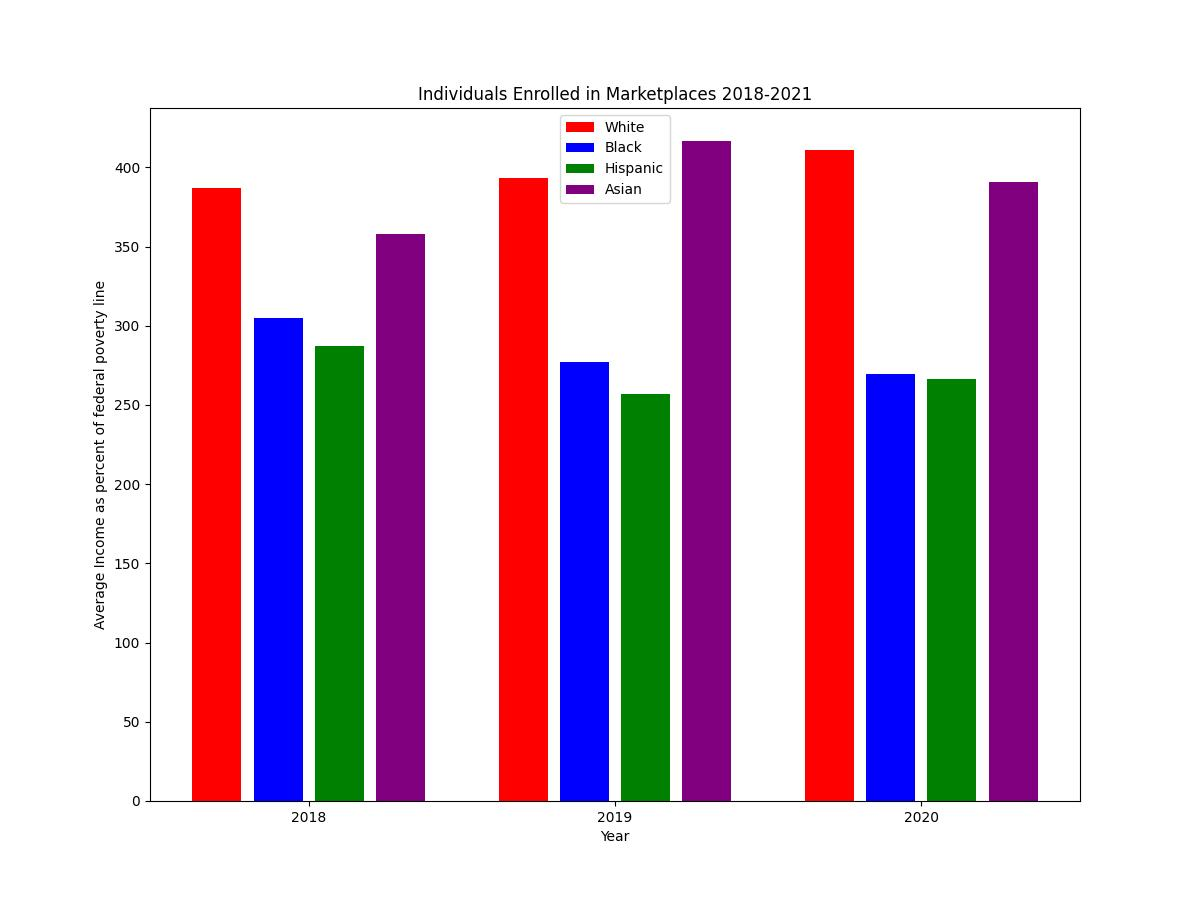 Individuals Enrolled in Marketplaces 2018-2021
White
Black
Hispanic
Asian
Average Income as percent of federal poverty line
400
350
300
250
200
150
100
50
0
2018 2019 2020
Year